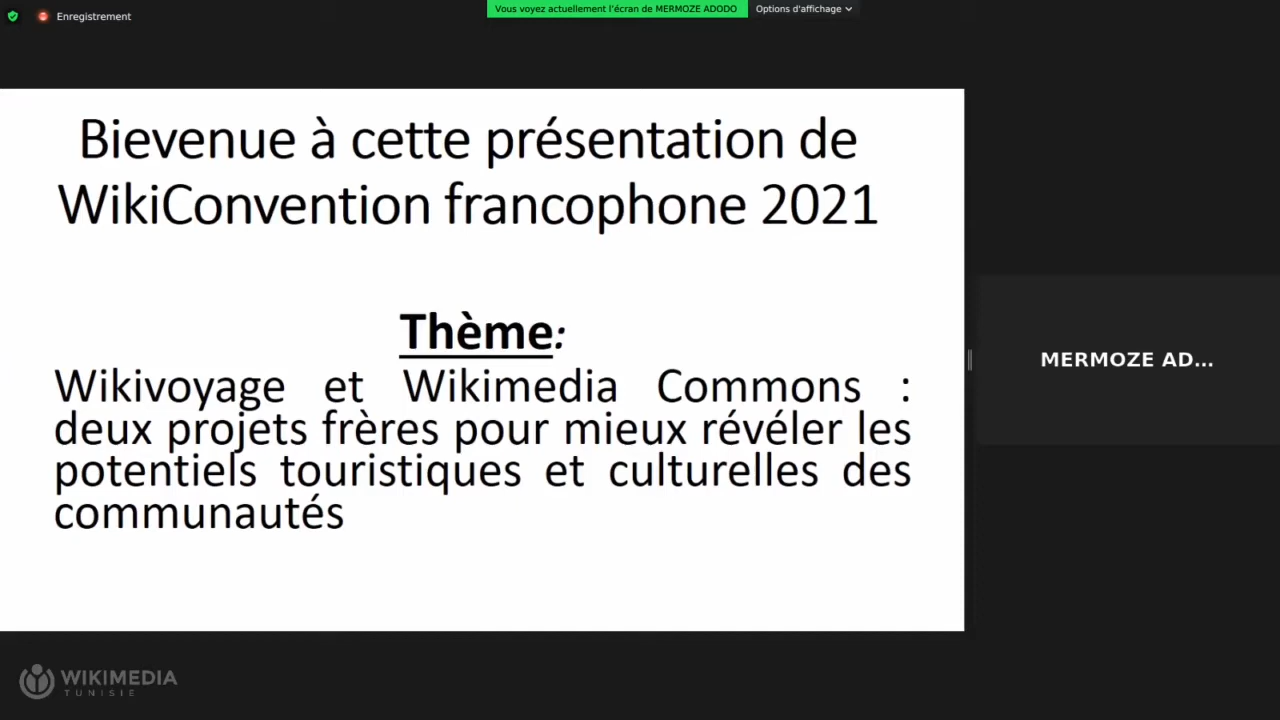 Enregistrement
Vous voyez actuellement l'écran de MERMOZE ADODO
Options d'affichage
Bievenue à cette présentation de
WikiConvention francophone 2021
Thème:
Wikivoyage et Wikimedia Commons :
deux projets frères pour mieux révéler les
potentiels touristiques et culturelles des
communautés
MERMOZE AD...
WIKIMEDIA
TUNISIE